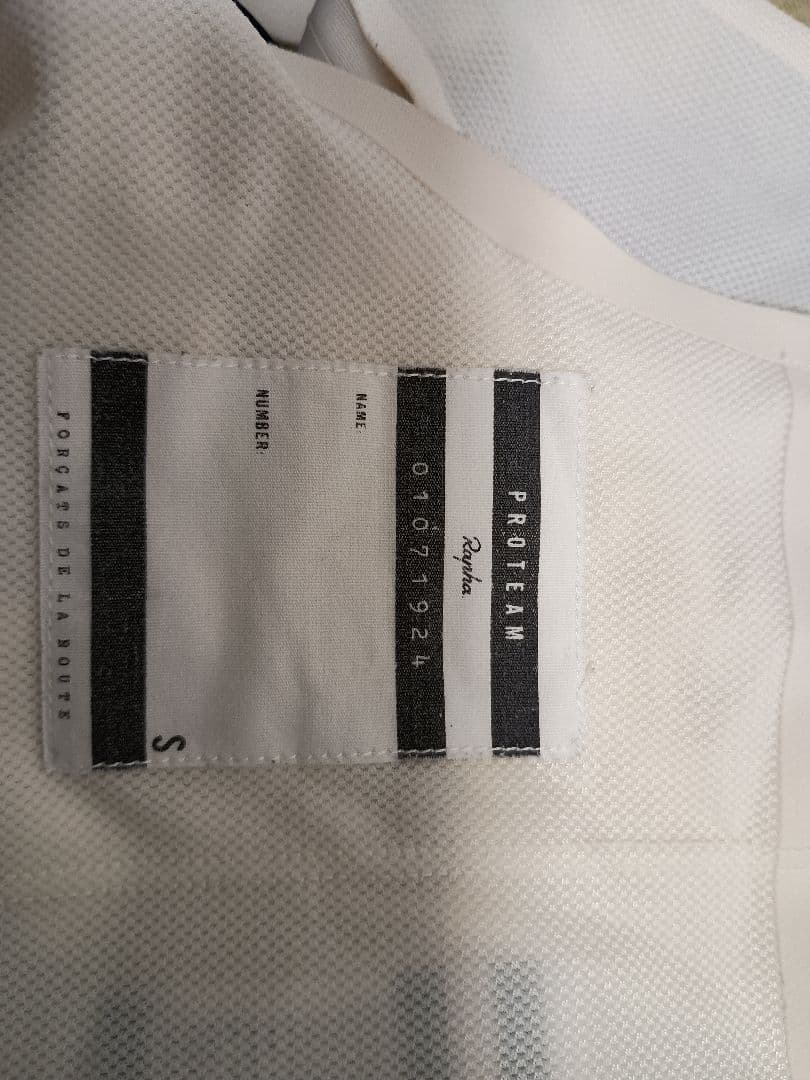 PROTEAM
Rapha.
01071924
NAME:
NUMBER:
S
FORÇATS DE LA ROUTE